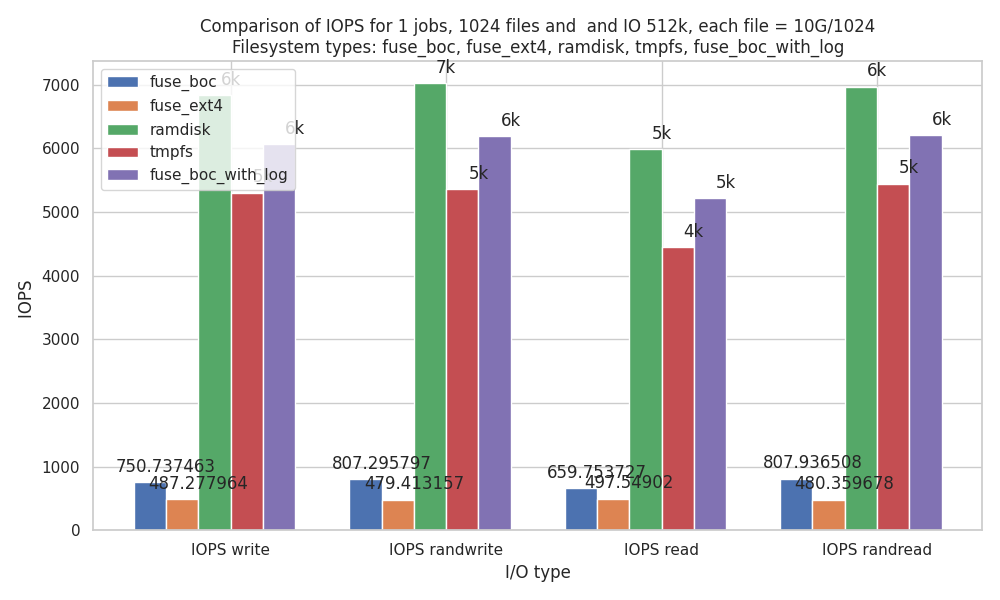 Comparison of IOPS for 1 jobs, 1024 files and  and IO 512k, each file = 10G/1024
Filesystem types: fuse_boc, fuse_ext4, ramdisk, tmpfs, fuse_boc_with_log
fuse_boc
fuse_ext4
ramdisk
tmpfs
fuse_boc_with_log
IOPS
7000
6000
5000
4000
3000
2000
1000
0
750.737463
487.277964
6k
5k
6k
807.295797
479.413157
7k
5k
6k
659.753727
497.54902
5k
4k
5k
807.936508
480.359678
6k
5k
6k
IOPS write
IOPS randwrite
IOPS read
IOPS randread
I/O type